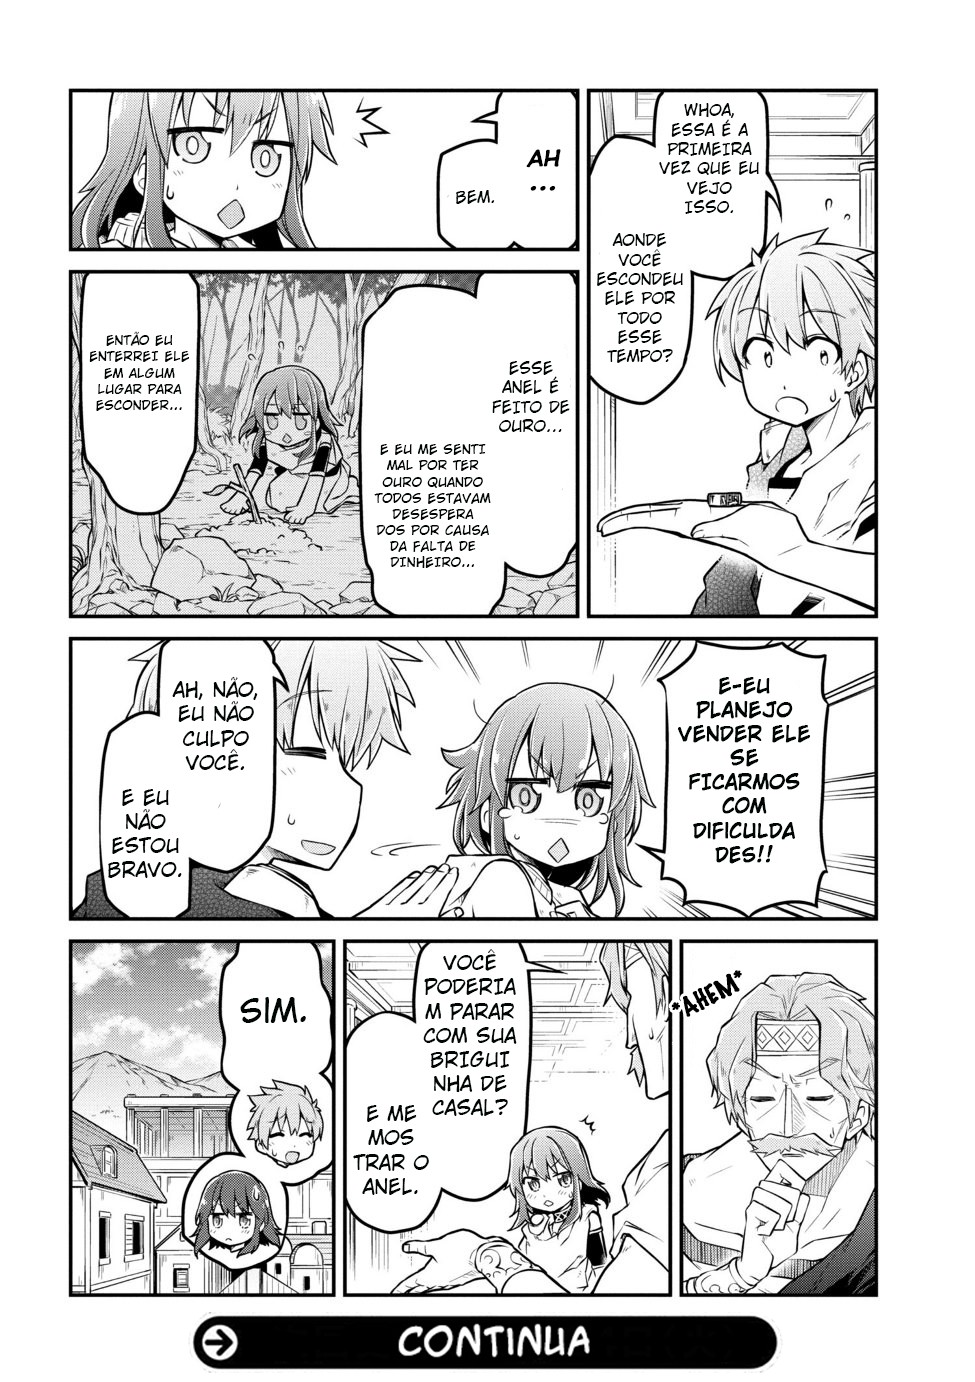 WHOA,
ESSA É A
PRIMEIRA
VEZ QUE EU
VEJO
ISSO.
AONDE
VOCÊ
ESCONDEU
ELE POR
TODO
ESSE
TEMPO?
AH
...
BEM.
ESSE
ANEL É
FEITO DE
OURO...
E EU ME SENTI
MAL POR TER
OURO QUANDO
TODOS ESTAVAM
DESESPERA
DOS POR CAUSA
DA FALTA DE
DINHEIRO...
ENTÃO EU
ENTERREI ELE
EM ALGUM
LUGAR PARA
ESCONDER...
E-EU
PLANEJO
VENDER ELE
SE
FICARMOS
COM
DIFICULDA
DES!!
AH, NÃO,
EU NÃO
CULPO
VOCÊ.
E EU
NÃO
ESTOU
BRAVO.
*AHEM*
VOCÊ
PODERIA
M PARAR
COM SUA
BRIGUI
NHA DE
CASAL?
E ME
MOS
TRAR O
ANEL.
SIM.
CONTINUA